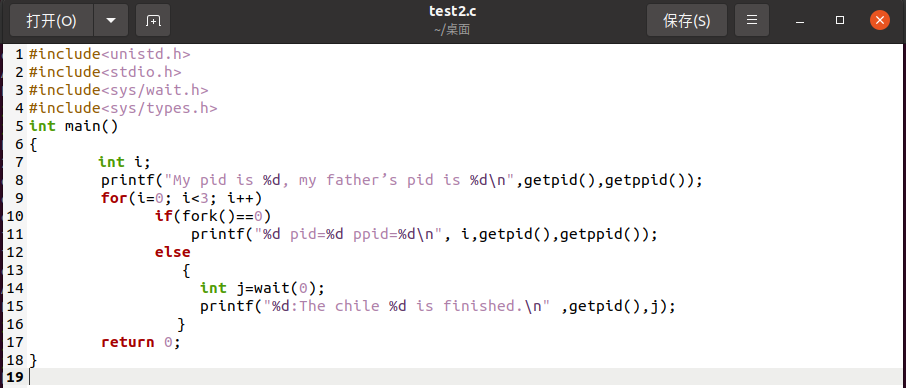 打开(O) test2.c 保存(S)
~/桌面
1 #include<unistd.h>
2 #include<stdio.h>
3 #include<sys/wait.h>
4 #include<sys/types.h>
5 int main()
6 {
7 int i;
8 printf("My pid is %d, my father’s pid is %d\n",getpid(),getppid());
9 for(i=0; i<3; i++)
10 if(fork()==0)
11 printf("%d pid=%d ppid=%d\n", i,getpid(),getppid());
12 else
13 {
14 int j=wait(0);
15 printf("%d:The chile %d is finished.\n" ,getpid(),j);
16 }
17 return 0;
18 }
19